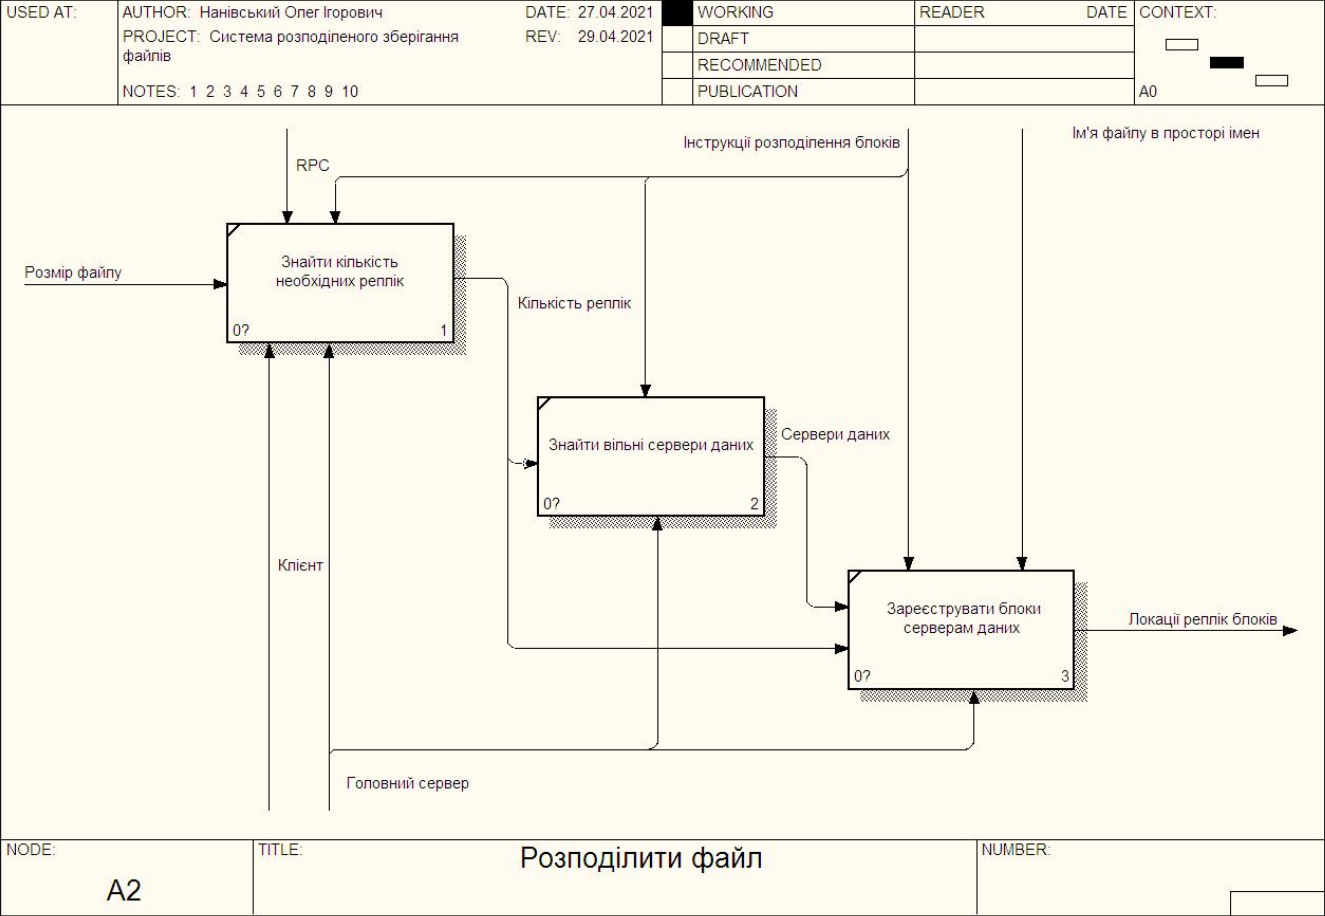 USED AT:
AUTHOR: Нанівський Олег Ігорович
DATE: 27.04.2021
PROJECT: Система розподіленого зберігання
файлів
REV: 29.04.2021
NOTES: 1 2 3 4 5 6 7 8 9 10
WORKING
DRAFT
RECOMMENDED
PUBLICATION
READER
DATE
CONTEXT:
A0
RPC
Інструкції розподілення блоків
Ім'я файлу в просторі імен
Розмір файлу
Знайти кількість
необхідних реплік
0?
1
Кількість реплік
Знайти вільні сервери даних
0?
2
Сервери даних
Клієнт
Зареєструвати блоки
серверам даних
0?
3
Локації реплік блоків
Головний сервер
NODE:
A2
TITLE:
Розподілити файл
NUMBER: